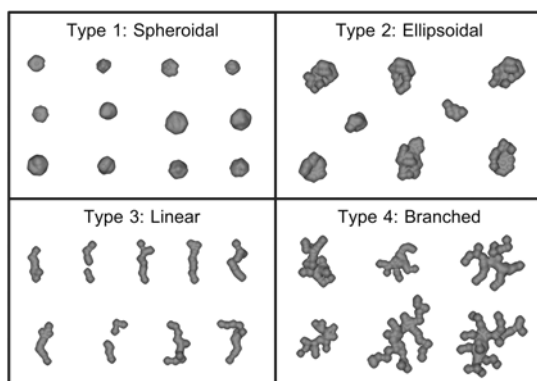 Type 1: Spheroidal
Type 2: Ellipsoidal
Type 3: Linear
Type 4: Branched